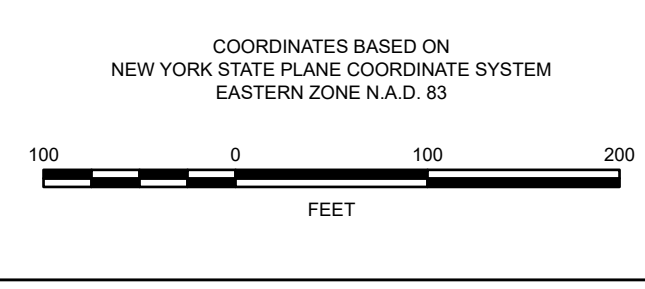 COORDINATES BASED ON
NEW YORK STATE PLANE COORDINATE SYSTEM
EASTERN ZONE N.A.D. 83
100 0 100 200
FEET